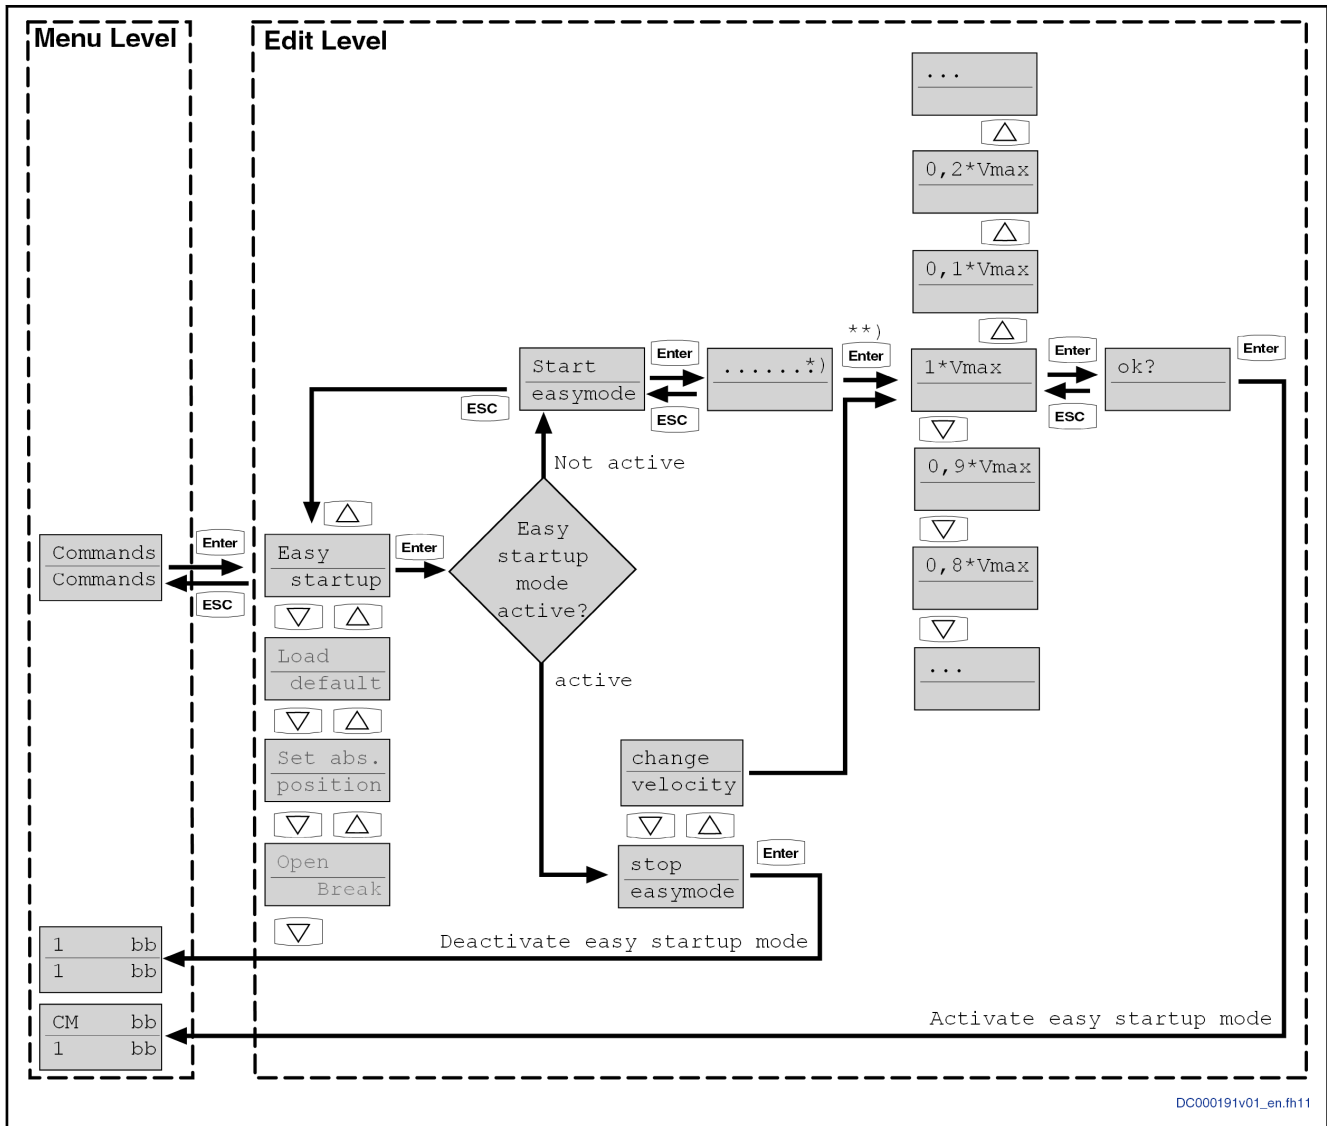 Menu Level
Edit Level
...
0,2*Vmax
0,1*Vmax
**)
Start
easymode
Enter
ESC
ESC
......*)
Enter
1*Vmax
Enter
ESC
ok?
Enter
Not active
0,9*Vmax
0,8*Vmax
...
Commands
Commands
Enter
ESC
Easy
startup
Enter
Easy
startup
mode
active?
Load
default
active
Set abs.
position
change
velocity
Open
Break
stop
easymode
Enter
Deactivate easy startup mode
1 bb
1 bb
Activate easy startup mode
CM bb
1 bb
DC000191v01_en.fh11